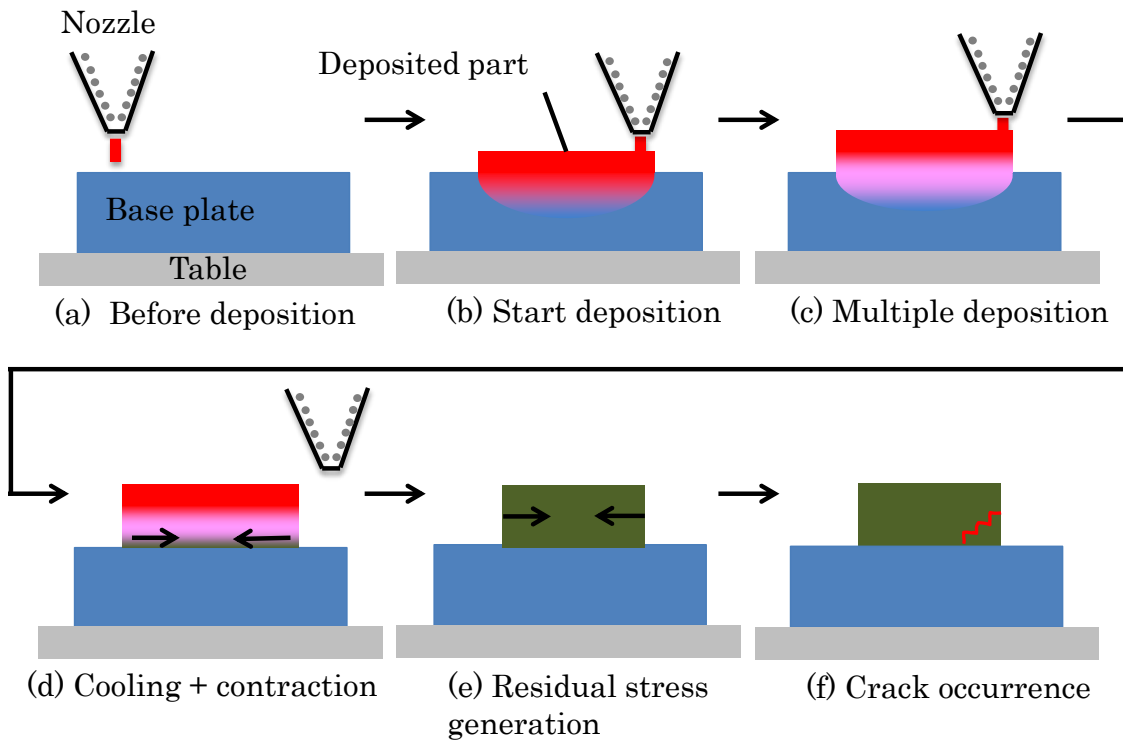 Nozzle
Deposited part
Base plate
Table
(a) Before deposition
(b) Start deposition
(c) Multiple deposition
(d) Cooling + contraction
(e) Residual stress
generation
(f) Crack occurrence